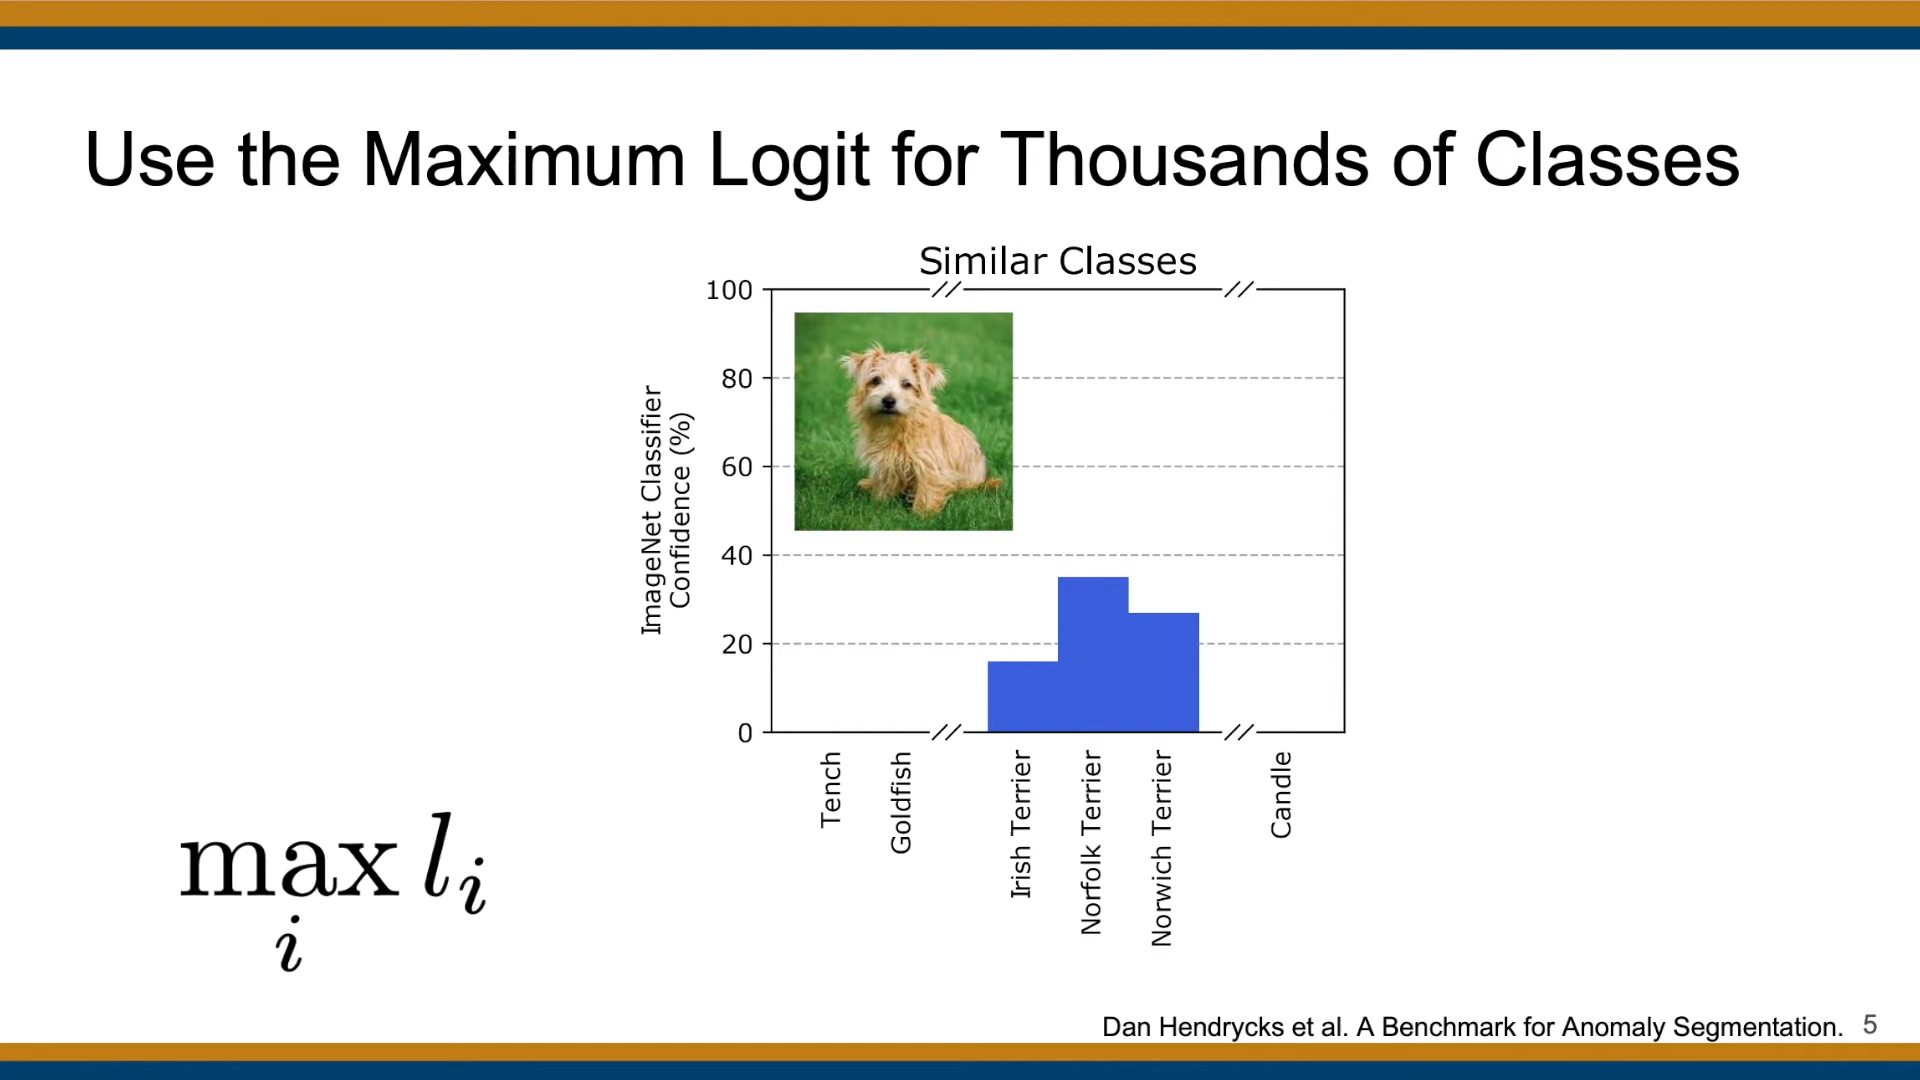 Use the Maximum Logit for Thousands of Classes
Similar Classes
100
80
60
40
20
0
ImageNet Classifier
Confidence (%)
Tench
Goldfish
Irish Terrier
Norfolk Terrier
Norwich Terrier
Candle
max l_i
i
Dan Hendrycks et al. A Benchmark for Anomaly Segmentation. 5